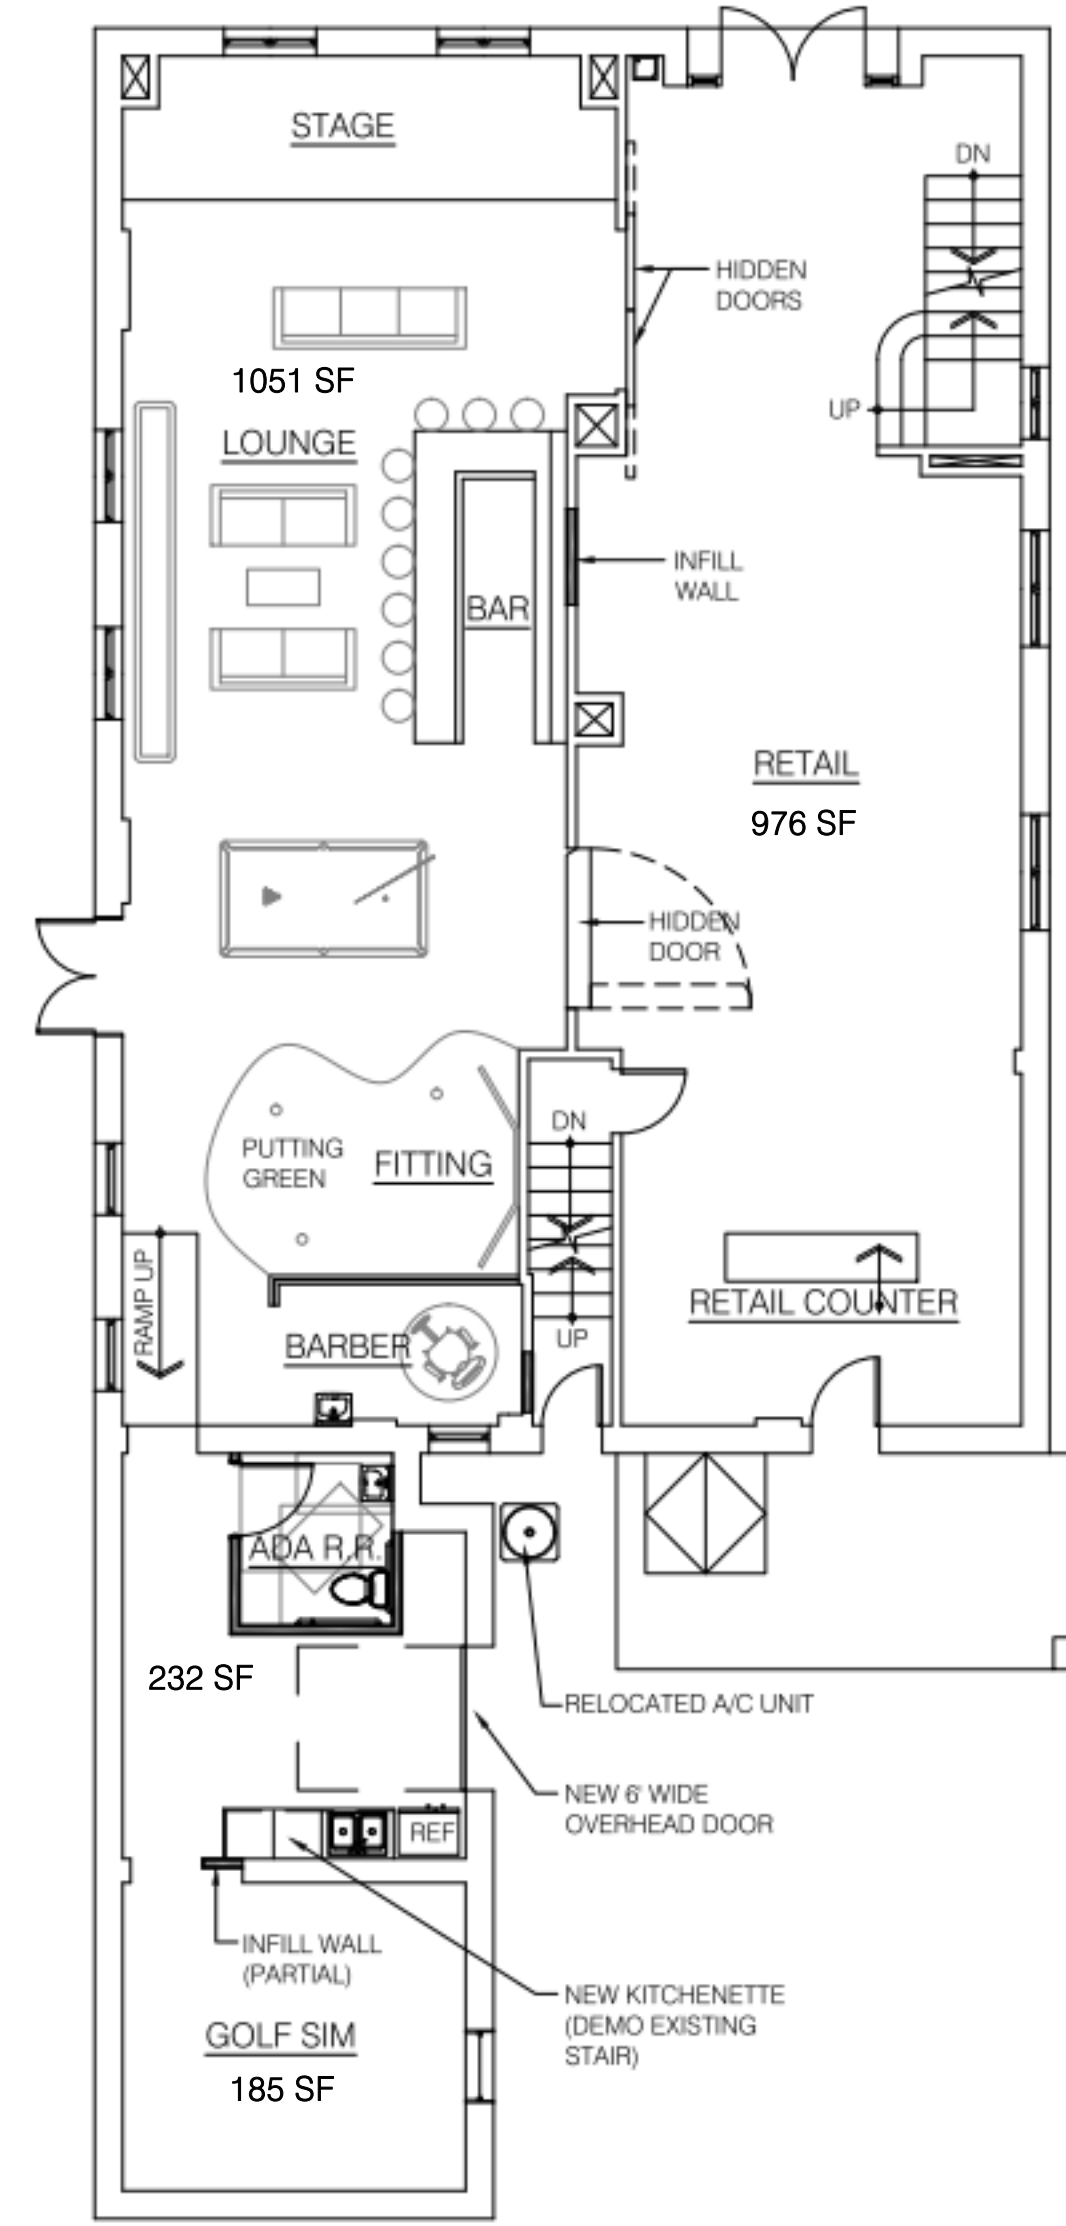 STAGE
DN
HIDDEN
DOORS
1051 SF
UP
LOUNGE
INFILL
WALL
BAR
RETAIL
976 SF
HIDDEN
DOOR
DN
PUTTING
GREEN
FITTING
RAMP UP
RETAIL COUNTER
BARBER
UP
ADA R.R.
232 SF
RELOCATED A/C UNIT
NEW 6' WIDE
OVERHEAD DOOR
REF
INFILL WALL
(PARTIAL)
NEW KITCHENETTE
(DEMO EXISTING
STAIR)
GOLF SIM
185 SF